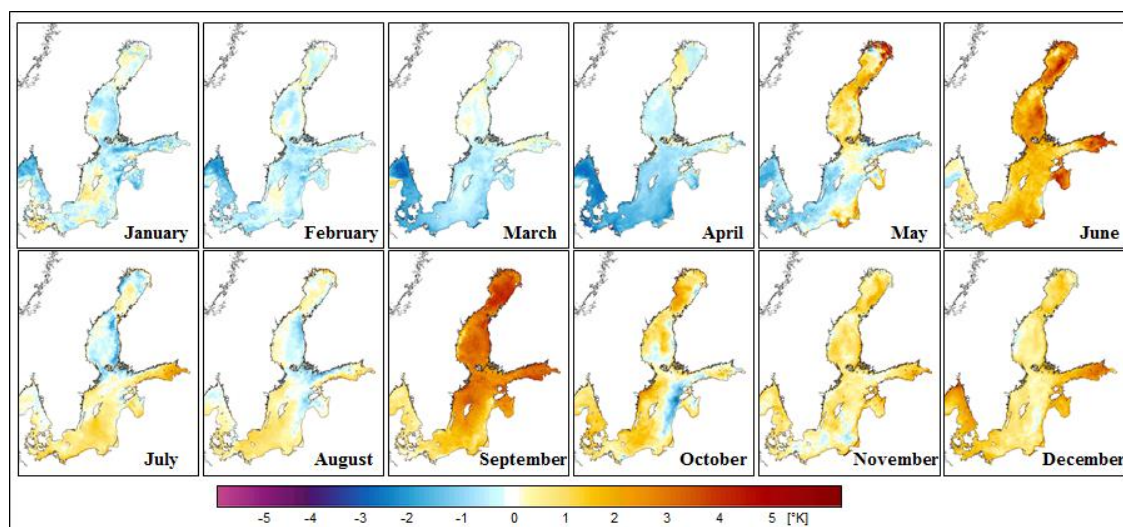 January February March April May June
July August September October November December
-5 -4 -3 -2 -1 0 1 2 3 4 5 [°K]